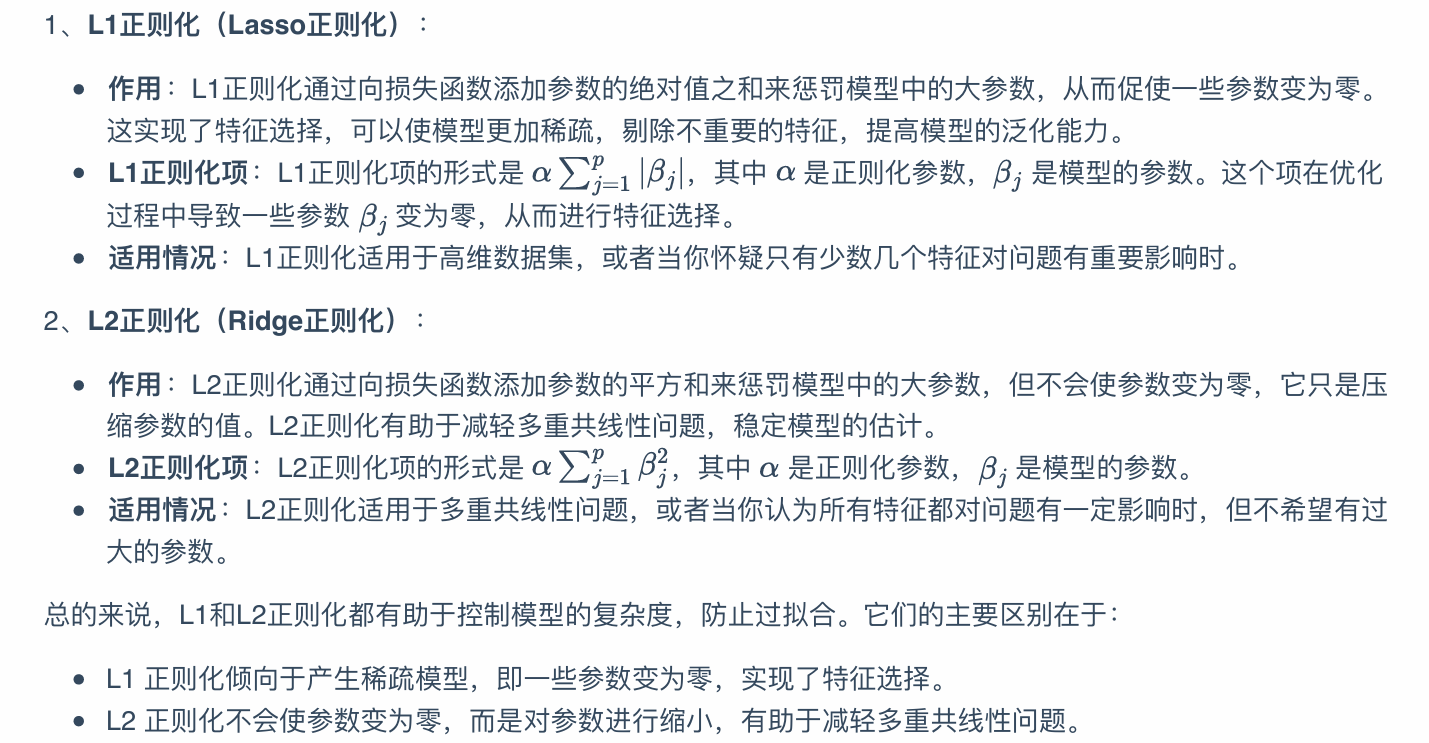 1、L1正则化（Lasso正则化）：
• 作用：L1正则化通过向损失函数添加参数的绝对值之和来惩罚模型中的大参数，从而促使一些参数变为零。
这实现了特征选择，可以使模型更加稀疏，剔除不重要的特征，提高模型的泛化能力。
• L1正则化项：L1正则化项的形式是 α∑_{j=1}^{p}|β_j|，其中 α 是正则化参数，β_j 是模型的参数。这个项在优化
过程中导致一些参数 β_j 变为零，从而进行特征选择。
• 适用情况：L1正则化适用于高维数据集，或者当你怀疑只有少数几个特征对问题有重要影响时。
2、L2正则化（Ridge正则化）：
• 作用：L2正则化通过向损失函数添加参数的平方和来惩罚模型中的大参数，但不会使参数变为零，它只是压
缩参数的值。L2正则化有助于减轻多重共线性问题，稳定模型的估计。
• L2正则化项：L2正则化项的形式是 α∑_{j=1}^{p} β_j^2，其中 α 是正则化参数，β_j 是模型的参数。
• 适用情况：L2正则化适用于多重共线性问题，或者当你认为所有特征都对问题有一定影响时，但不希望有过
大的参数。
总的来说，L1和L2正则化都有助于控制模型的复杂度，防止过拟合。它们的主要区别在于：
• L1 正则化倾向于产生稀疏模型，即一些参数变为零，实现了特征选择。
• L2 正则化不会使参数变为零，而是对参数进行缩小，有助于减轻多重共线性问题。